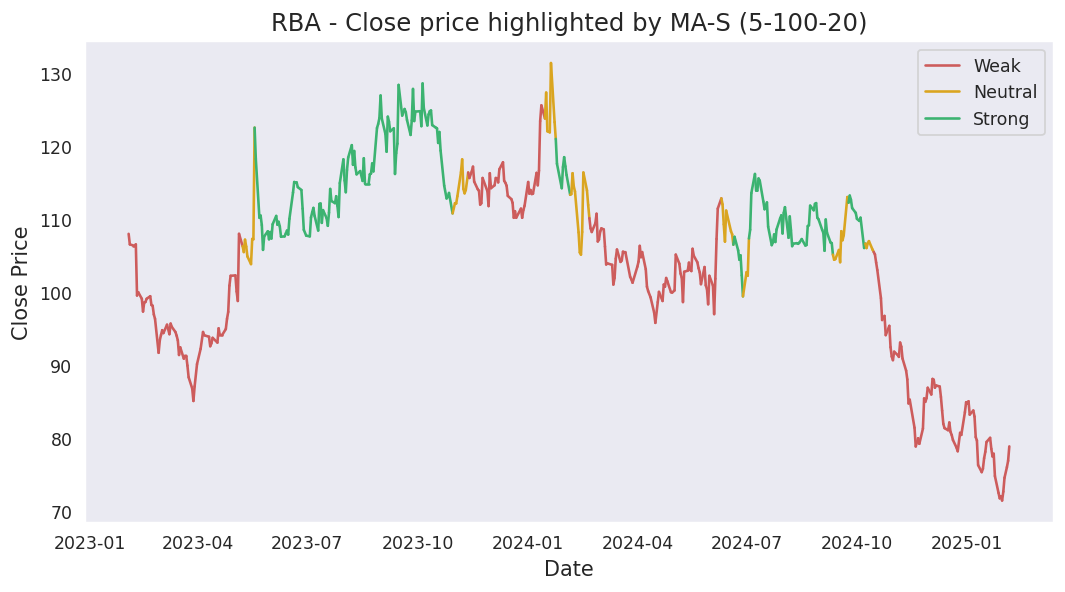 RBA - Close price highlighted by MA-S (5-100-20)
Weak
Neutral
Strong
Close Price
130
120
110
100
90
80
70
2023-01 2023-04 2023-07 2023-10 2024-01 2024-04 2024-07 2024-10 2025-01
Date